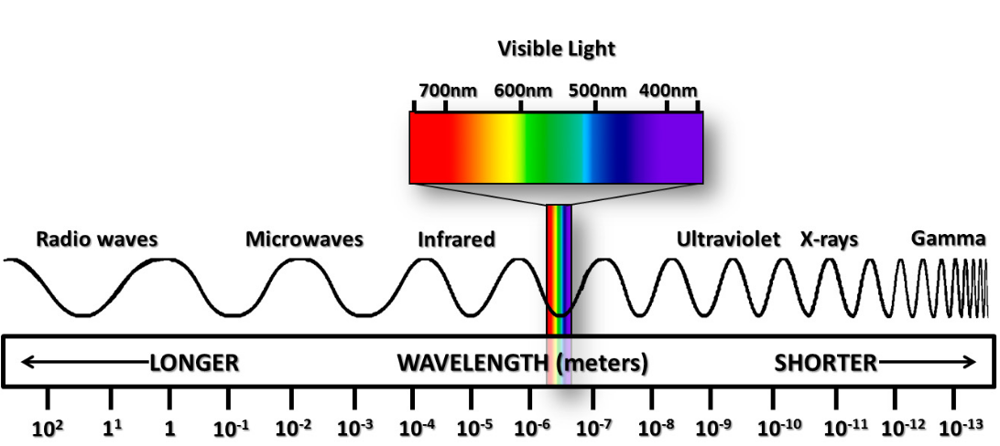 Visible Light
700nm 600nm 500nm 400nm
Radio waves Microwaves Infrared Ultraviolet X-rays Gamma
LONGER WAVELENGTH (meters) SHORTER
10² 1¹ 1 10⁻¹ 10⁻² 10⁻³ 10⁻⁴ 10⁻⁵ 10⁻⁶ 10⁻⁷ 10⁻⁸ 10⁻⁹ 10⁻¹⁰ 10⁻¹¹ 10⁻¹² 10⁻¹³